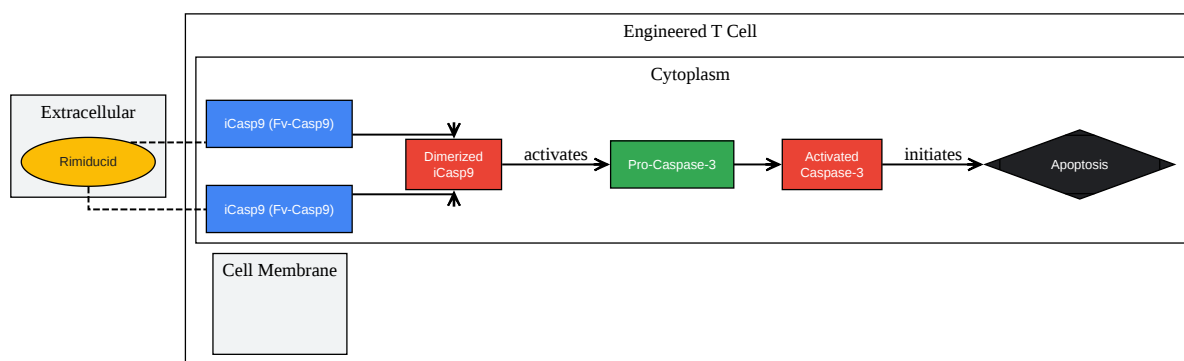 Engineered T Cell
Cytoplasm
Extracellular
Rimiducid
iCasp9 (Fv-Casp9)
iCasp9 (Fv-Casp9)
Dimerized
iCasp9
activates
Pro-Caspase-3
Activated
Caspase-3
initiates
Apoptosis
Cell Membrane